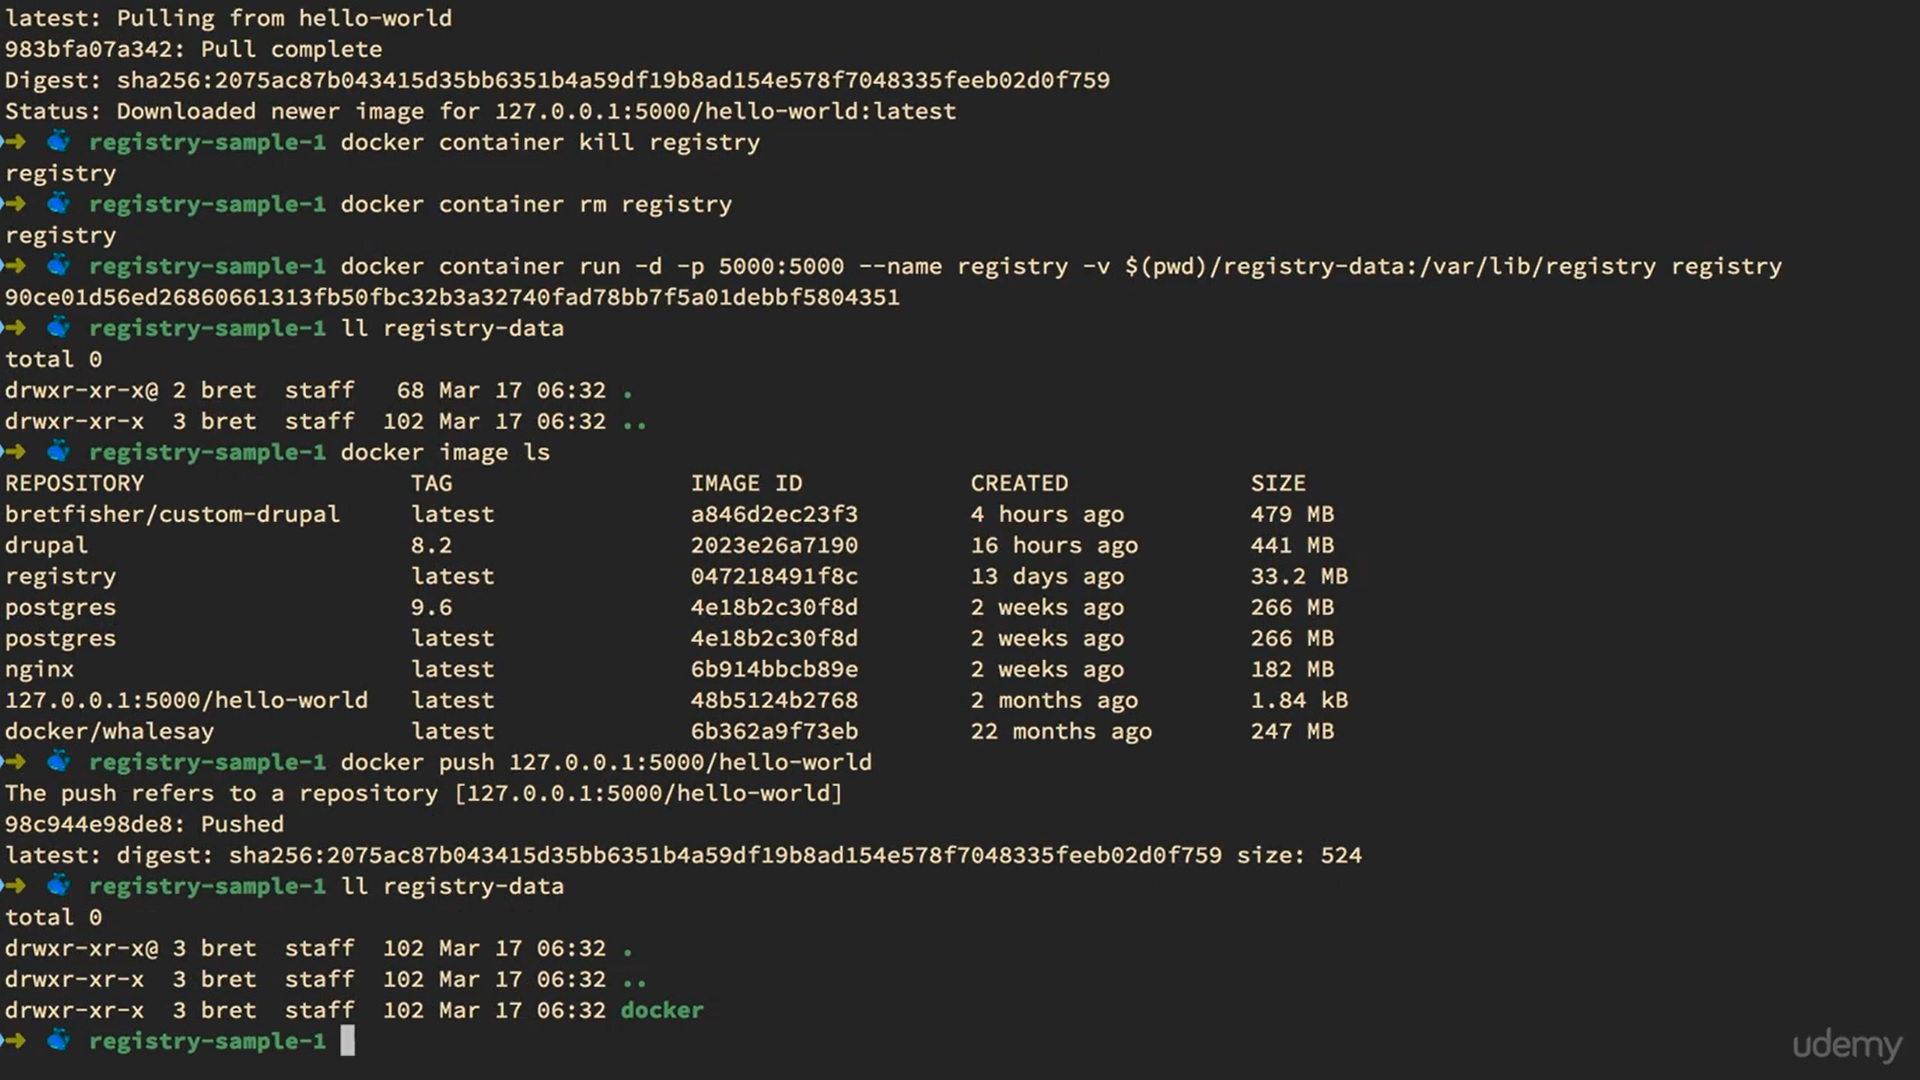 latest: Pulling from hello-world
983bfa07a342: Pull complete
Digest: sha256:2075ac87b043415d35bb6351b4a59df19b8ad154e578f7048335feeb02d0f759
Status: Downloaded newer image for 127.0.0.1:5000/hello-world:latest
→ registry-sample-1 docker container kill registry
registry
→ registry-sample-1 docker container rm registry
registry
→ registry-sample-1 docker container run -d -p 5000:5000 --name registry -v $(pwd)/registry-data:/var/lib/registry registry
90ce01d56ed26860661313fb50fbc32b3a32740fad78bb7f5a01debbf5804351
→ registry-sample-1 ll registry-data
total 0
drwxr-xr-x@ 2 bret  staff   68 Mar 17 06:32 .
drwxr-xr-x  3 bret  staff  102 Mar 17 06:32 ..
→ registry-sample-1 docker image ls
REPOSITORY TAG IMAGE ID CREATED SIZE
bretfisher/custom-drupal latest a846d2ec23f3 4 hours ago 479 MB
drupal 8.2 2023e26a7190 16 hours ago 441 MB
registry latest 047218491f8c 13 days ago 33.2 MB
postgres 9.6 4e18b2c30f8d 2 weeks ago 266 MB
postgres latest 4e18b2c30f8d 2 weeks ago 266 MB
nginx latest 6b914bbcb89e 2 weeks ago 182 MB
127.0.0.1:5000/hello-world latest 48b5124b2768 2 months ago 1.84 kB
docker/whalesay latest 6b362a9f73eb 22 months ago 247 MB
→ registry-sample-1 docker push 127.0.0.1:5000/hello-world
The push refers to a repository [127.0.0.1:5000/hello-world]
98c944e98de8: Pushed
latest: digest: sha256:2075ac87b043415d35bb6351b4a59df19b8ad154e578f7048335feeb02d0f759 size: 524
→ registry-sample-1 ll registry-data
total 0
drwxr-xr-x@ 3 bret  staff  102 Mar 17 06:32 .
drwxr-xr-x  3 bret  staff  102 Mar 17 06:32 ..
drwxr-xr-x  3 bret  staff  102 Mar 17 06:32 docker
→ registry-sample-1
udemy